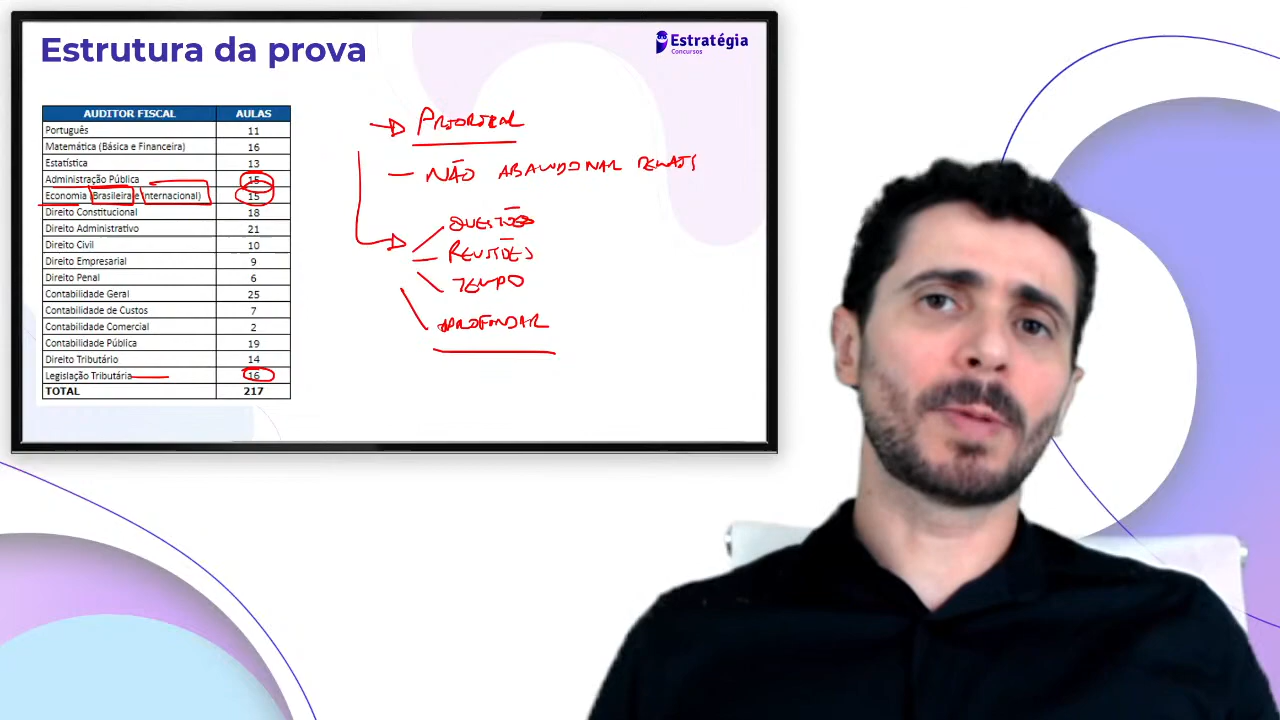 Estrutura da prova
Estratégia
Concursos
AUDITOR FISCAL AULAS
Português 11
Matemática (Básica e Financeira) 16
Estatística 13
Administração Pública 15
Economia (Brasileira e Internacional) 15
Direito Constitucional 18
Direito Administrativo 21
Direito Civil 10
Direito Empresarial 9
Direito Penal 6
Contabilidade Geral 25
Contabilidade de Custos 7
Contabilidade Comercial 2
Contabilidade Pública 19
Direito Tributário 14
Legislação Tributária 16
TOTAL 217
PRIORIZAR
NÃO ABANDONAR DEMAIS
QUESTÕES
REVISÕES
TEMPO
APROFUNDAR